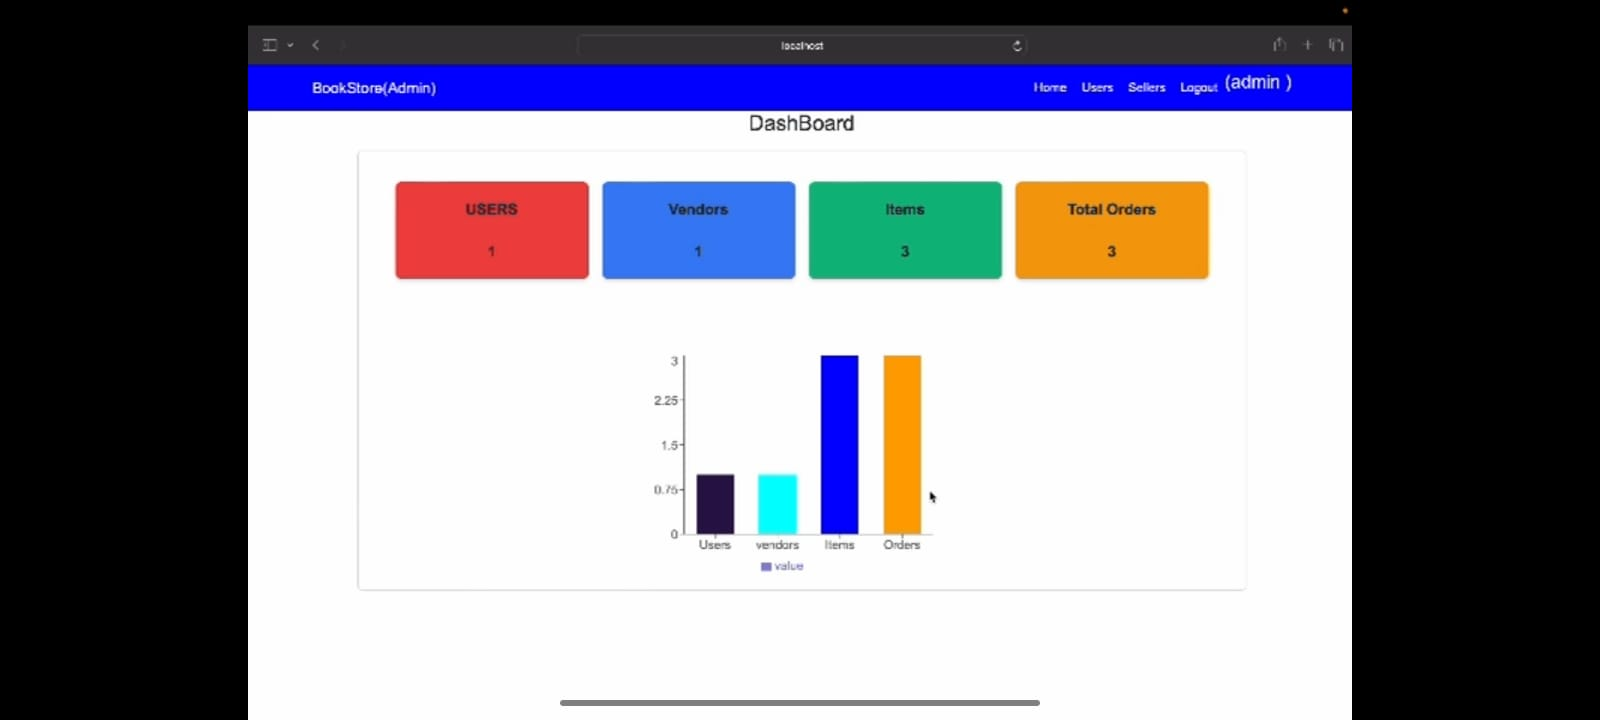 localhost
BookStore(Admin)
Home Users Sellers Logout (admin )
DashBoard
USERS Vendors Items Total Orders
1 1 3 3
3
2.25
1.5
0.75
0
Users vendors Items Orders
value